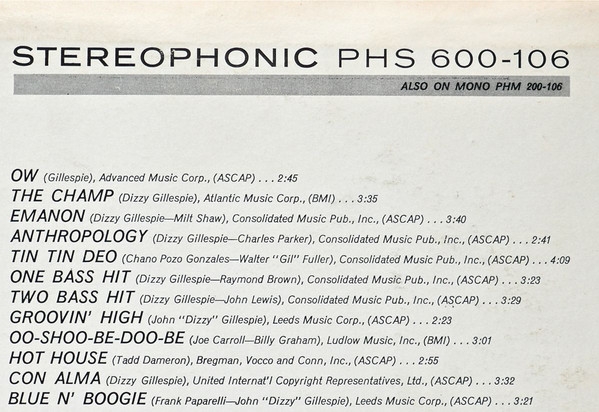 STEREOPHONIC PHS 600-106
ALSO ON MONO PHM 200-106
OW (Gillespie), Advanced Music Corp., (ASCAP) . . . 2:45
THE CHAMP (Dizzy Gillespie), Atlantic Music Corp., (BMI) . . . 3:35
EMANON (Dizzy Gillespie—Milt Shaw), Consolidated Music Pub., Inc., (ASCAP) . . . 3:40
ANTHROPOLOGY (Dizzy Gillespie—Charles Parker), Consolidated Music Pub., Inc., (ASCAP) . . . 2:41
TIN TIN DEO (Chano Pozo Gonzales—Walter "Gil" Fuller), Consolidated Music Pub., Inc., (ASCAP) . . . 4:09
ONE BASS HIT (Dizzy Gillespie—Raymond Brown), Consolidated Music Pub., Inc., (ASCAP) . . . 3:23
TWO BASS HIT (Dizzy Gillespie—John Lewis), Consolidated Music Pub., Inc., (ASCAP) . . . 3:29
GROOVIN' HIGH (John "Dizzy" Gillespie), Leeds Music Corp., (ASCAP) . . . 2:23
OO-SHOO-BE-DOO-BE (Joe Carroll—Billy Graham), Ludlow Music, Inc., (BMI) . . . 3:01
HOT HOUSE (Tadd Dameron), Bregman, Vocco and Conn, Inc., (ASCAP) . . . 2:55
CON ALMA (Dizzy Gillespie), United Internat'l Copyright Representatives, Ltd., (ASCAP) . . . 3:32
BLUE N' BOOGIE (Frank Paparelli—John "Dizzy" Gillespie), Leeds Music Corp., (ASCAP) . . . 3:21